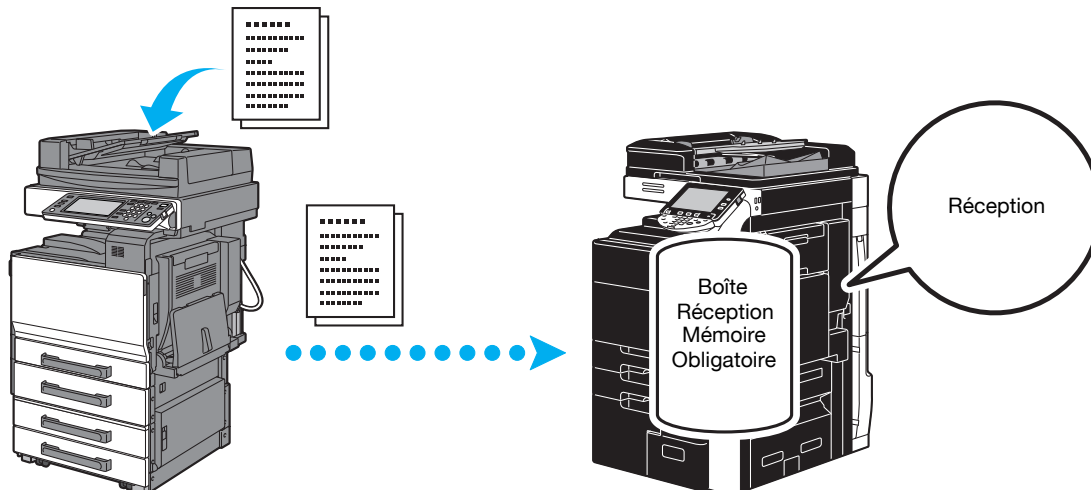 Boîte
Réception
Mémoire
Obligatoire
Réception